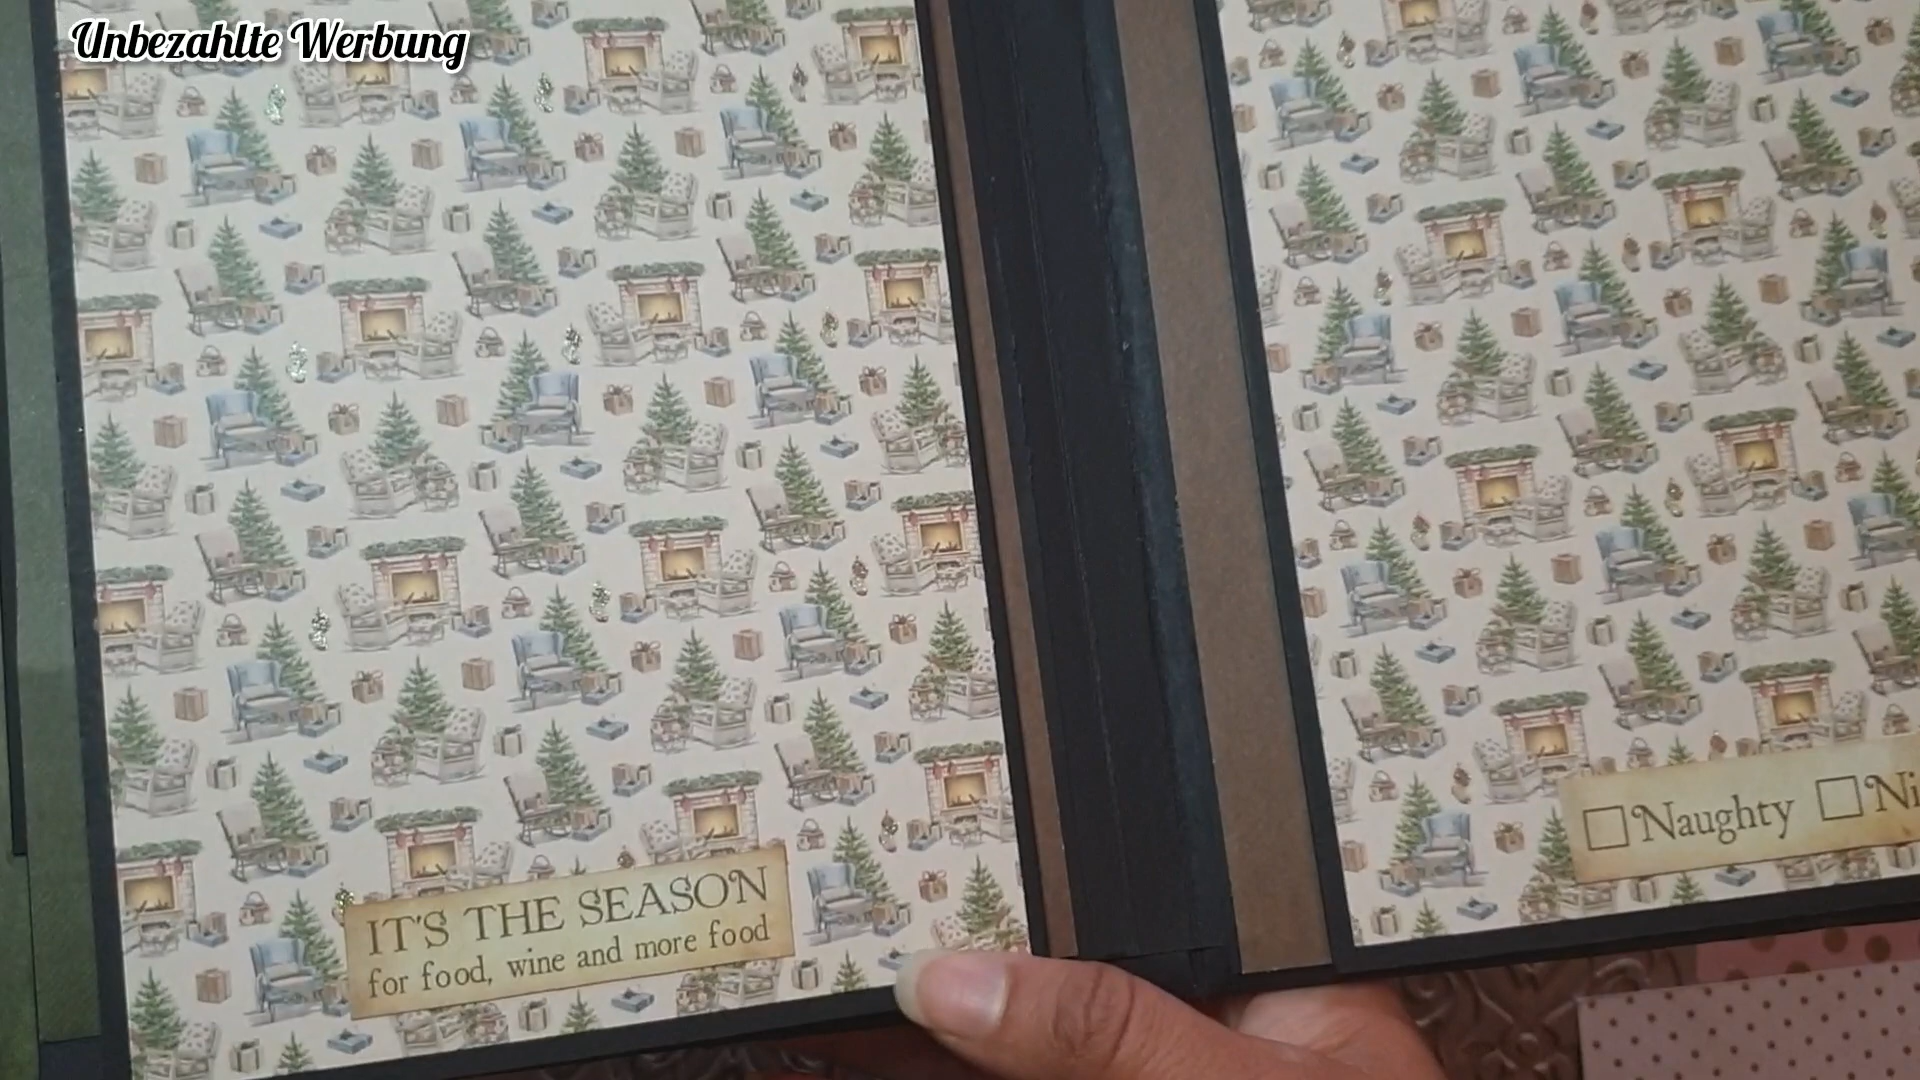 Unbezahlte Werbung
IT'S THE SEASON
for food, wine and more food
Naughty